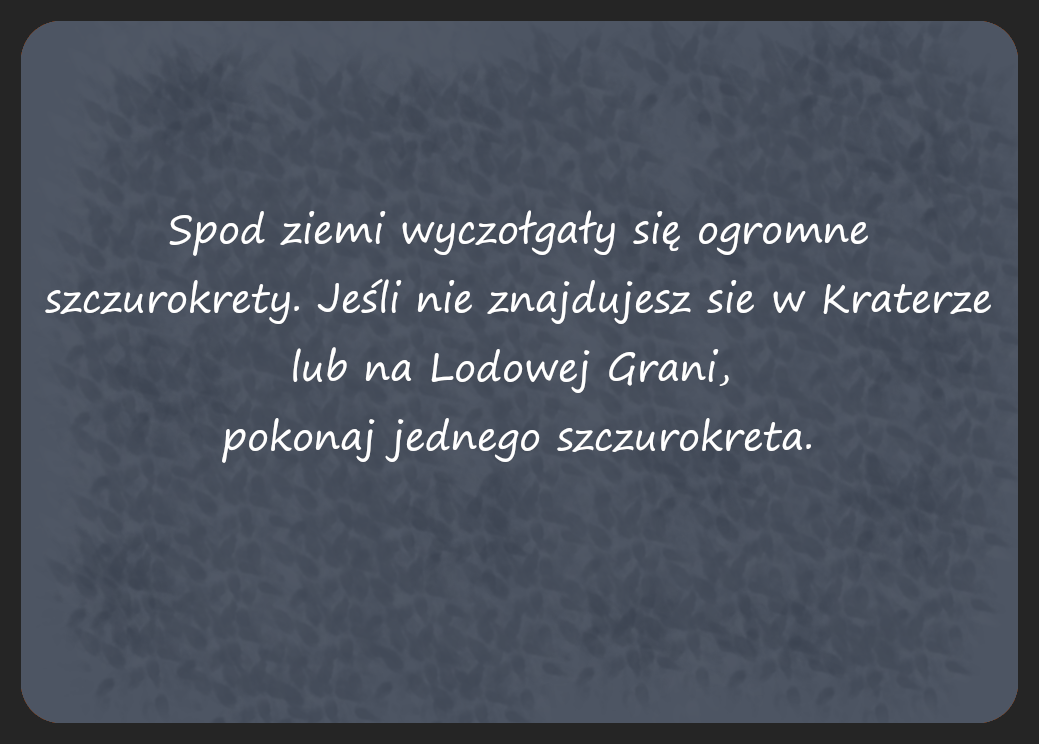 Spod ziemi wyczołgały się ogromne
szczurokrety. Jeśli nie znajdujesz sie w Kraterze
lub na Lodowej Grani,
pokonaj jednego szczurokreta.